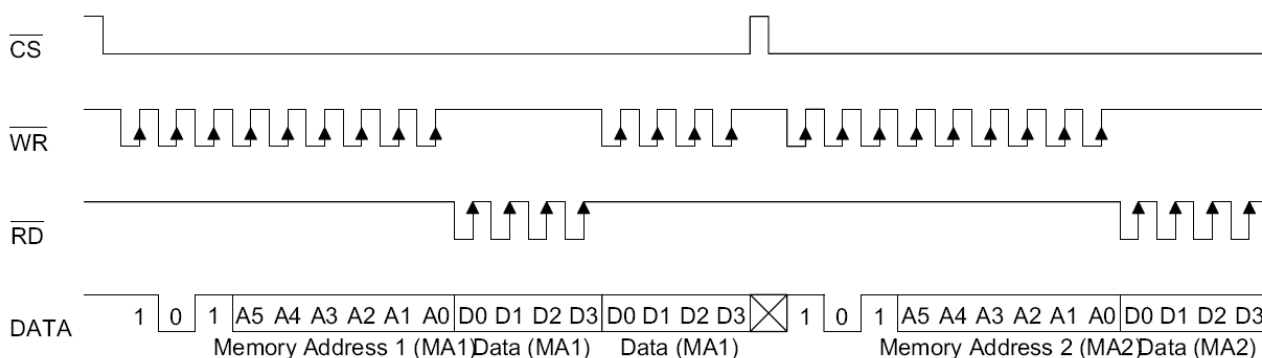 CS
WR
RD
DATA 1 0 1 A5 A4 A3 A2 A1 A0 D0 D1 D2 D3 D0 D1 D2 D3 1 0 1 A5 A4 A3 A2 A1 A0 D0 D1 D2 D3
Memory Address 1 (MA1) Data (MA1) Data (MA1) Memory Address 2 (MA2) Data (MA2)